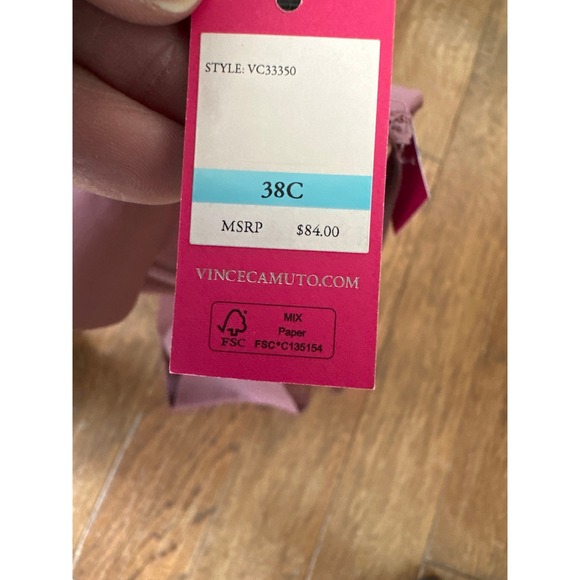 STYLE: VC33350
38C
MSRP $84.00
VINCECAMUTO.COM
MIX
Paper
FSC FSC®C135154